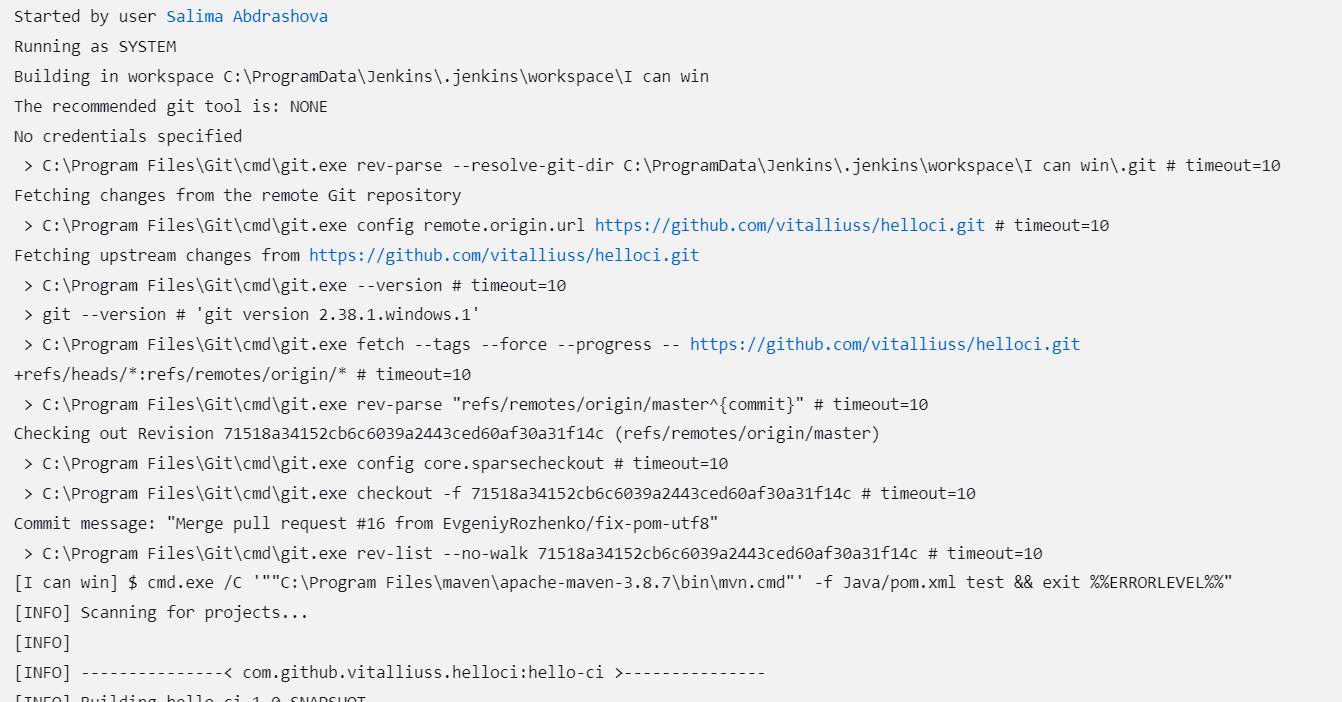 Started by user Salima Abdrashova
Running as SYSTEM
Building in workspace C:\ProgramData\Jenkins\.jenkins\workspace\I can win
The recommended git tool is: NONE
No credentials specified
 > C:\Program Files\Git\cmd\git.exe rev-parse --resolve-git-dir C:\ProgramData\Jenkins\.jenkins\workspace\I can win\.git # timeout=10
Fetching changes from the remote Git repository
 > C:\Program Files\Git\cmd\git.exe config remote.origin.url https://github.com/vitalliuss/helloci.git # timeout=10
Fetching upstream changes from https://github.com/vitalliuss/helloci.git
 > C:\Program Files\Git\cmd\git.exe --version # timeout=10
 > git --version # 'git version 2.38.1.windows.1'
 > C:\Program Files\Git\cmd\git.exe fetch --tags --force --progress -- https://github.com/vitalliuss/helloci.git
+refs/heads/*:refs/remotes/origin/* # timeout=10
 > C:\Program Files\Git\cmd\git.exe rev-parse "refs/remotes/origin/master^{commit}" # timeout=10
Checking out Revision 71518a34152cb6c6039a2443ced60af30a31f14c (refs/remotes/origin/master)
 > C:\Program Files\Git\cmd\git.exe config core.sparsecheckout # timeout=10
 > C:\Program Files\Git\cmd\git.exe checkout -f 71518a34152cb6c6039a2443ced60af30a31f14c # timeout=10
Commit message: "Merge pull request #16 from EvgeniyRozhenko/fix-pom-utf8"
 > C:\Program Files\Git\cmd\git.exe rev-list --no-walk 71518a34152cb6c6039a2443ced60af30a31f14c # timeout=10
[I can win] $ cmd.exe /C '""C:\Program Files\maven\apache-maven-3.8.7\bin\mvn.cmd"' -f Java/pom.xml test && exit %%ERRORLEVEL%%"
[INFO] Scanning for projects...
[INFO]
[INFO] ---------------< com.github.vitalliuss.helloci:hello-ci >---------------
[INFO] Building hello-ci 1.0-SNAPSHOT